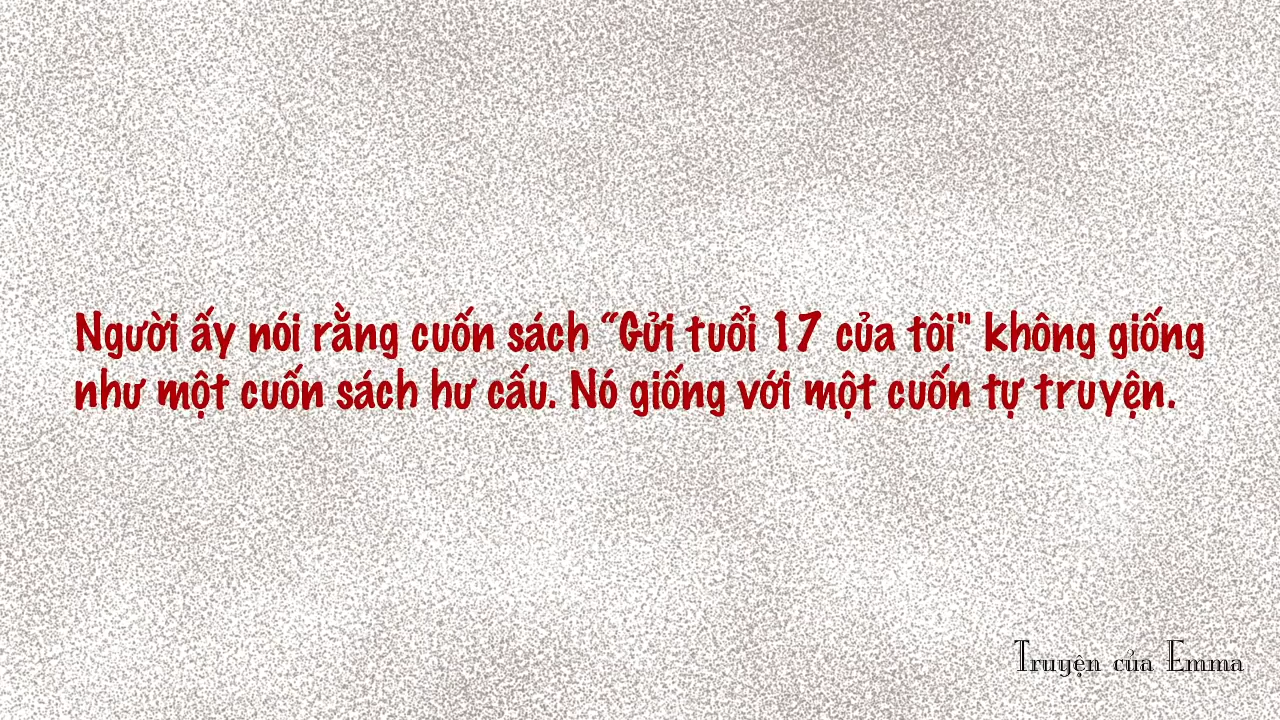 Người ấy nói rằng cuốn sách “Gửi tuổi 17 của tôi" không giống
như một cuốn sách hư cấu. Nó giống với một cuốn tự truyện.
Truyện của Emma